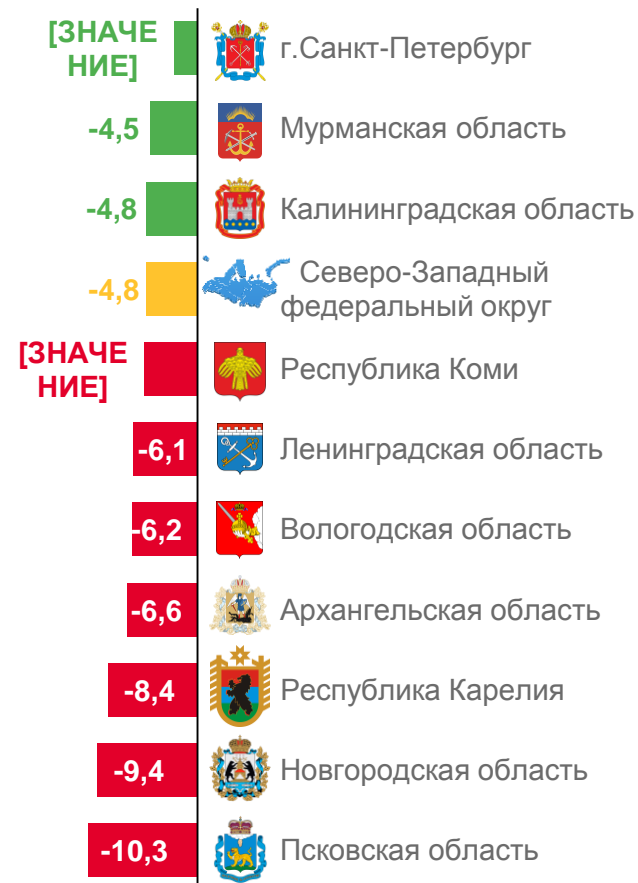 [ЗНАЧЕ
НИЕ]
г.Санкт-Петербург
-4,5
Мурманская область
-4,8
Калининградская область
-4,8
Северо-Западный
федеральный округ
[ЗНАЧЕ
НИЕ]
Республика Коми
-6,1
Ленинградская область
-6,2
Вологодская область
-6,6
Архангельская область
-8,4
Республика Карелия
-9,4
Новгородская область
-10,3
Псковская область